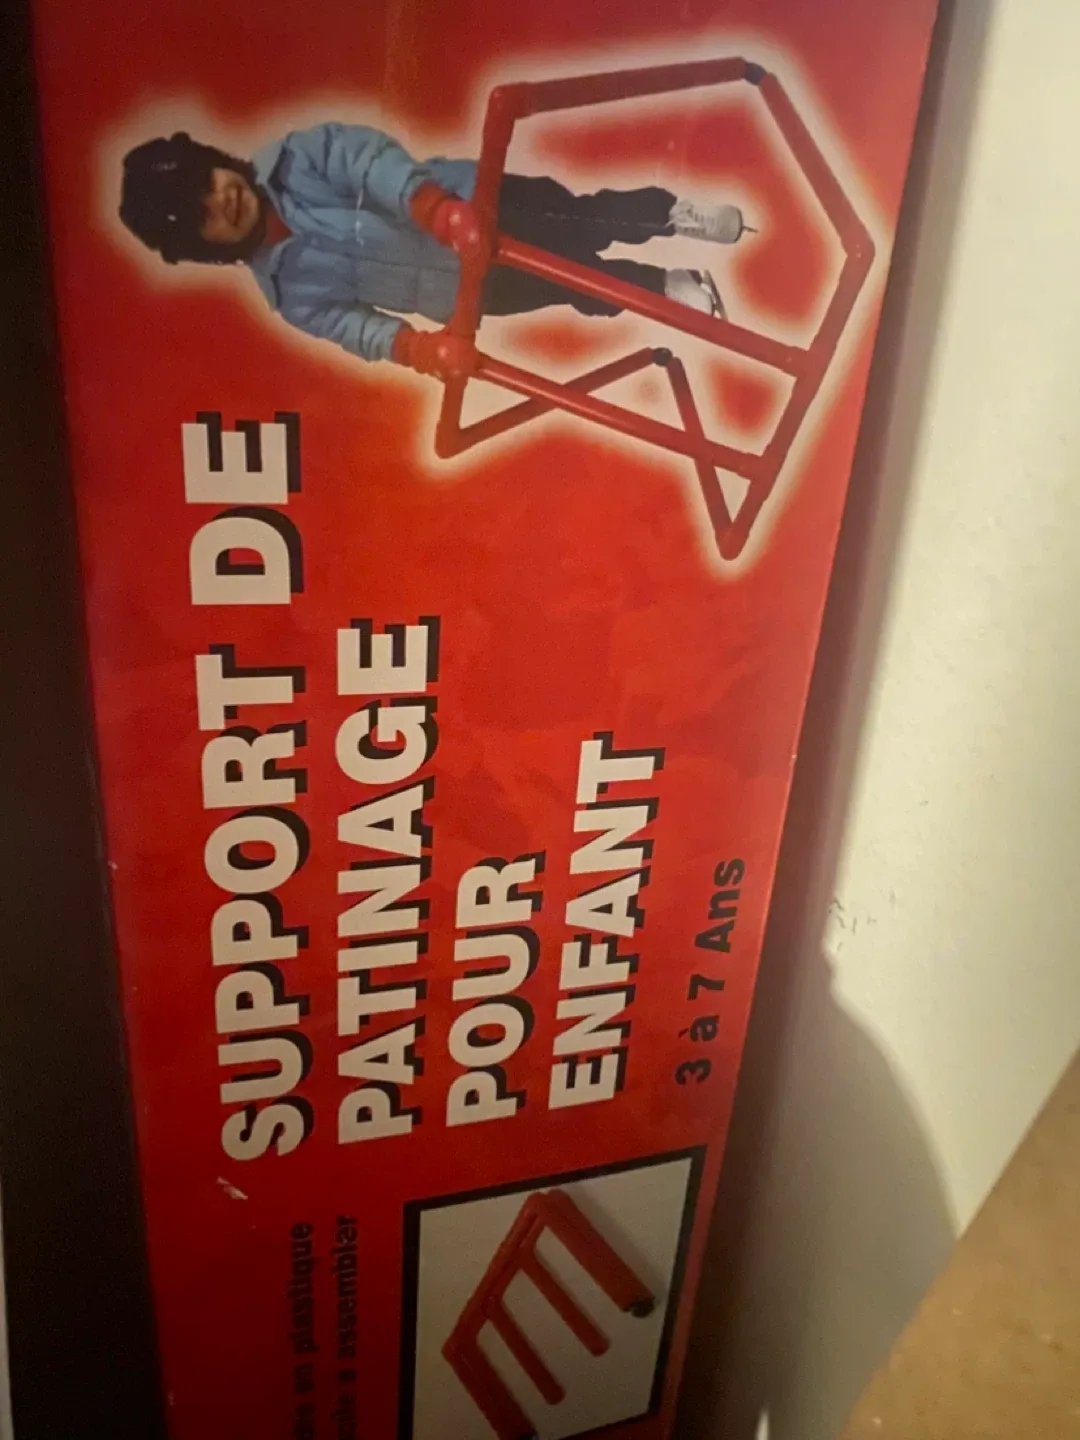 SUPPORT DE
PATINAGE
POUR
ENFANT
3 à 7 Ans
en plastique
à assembler